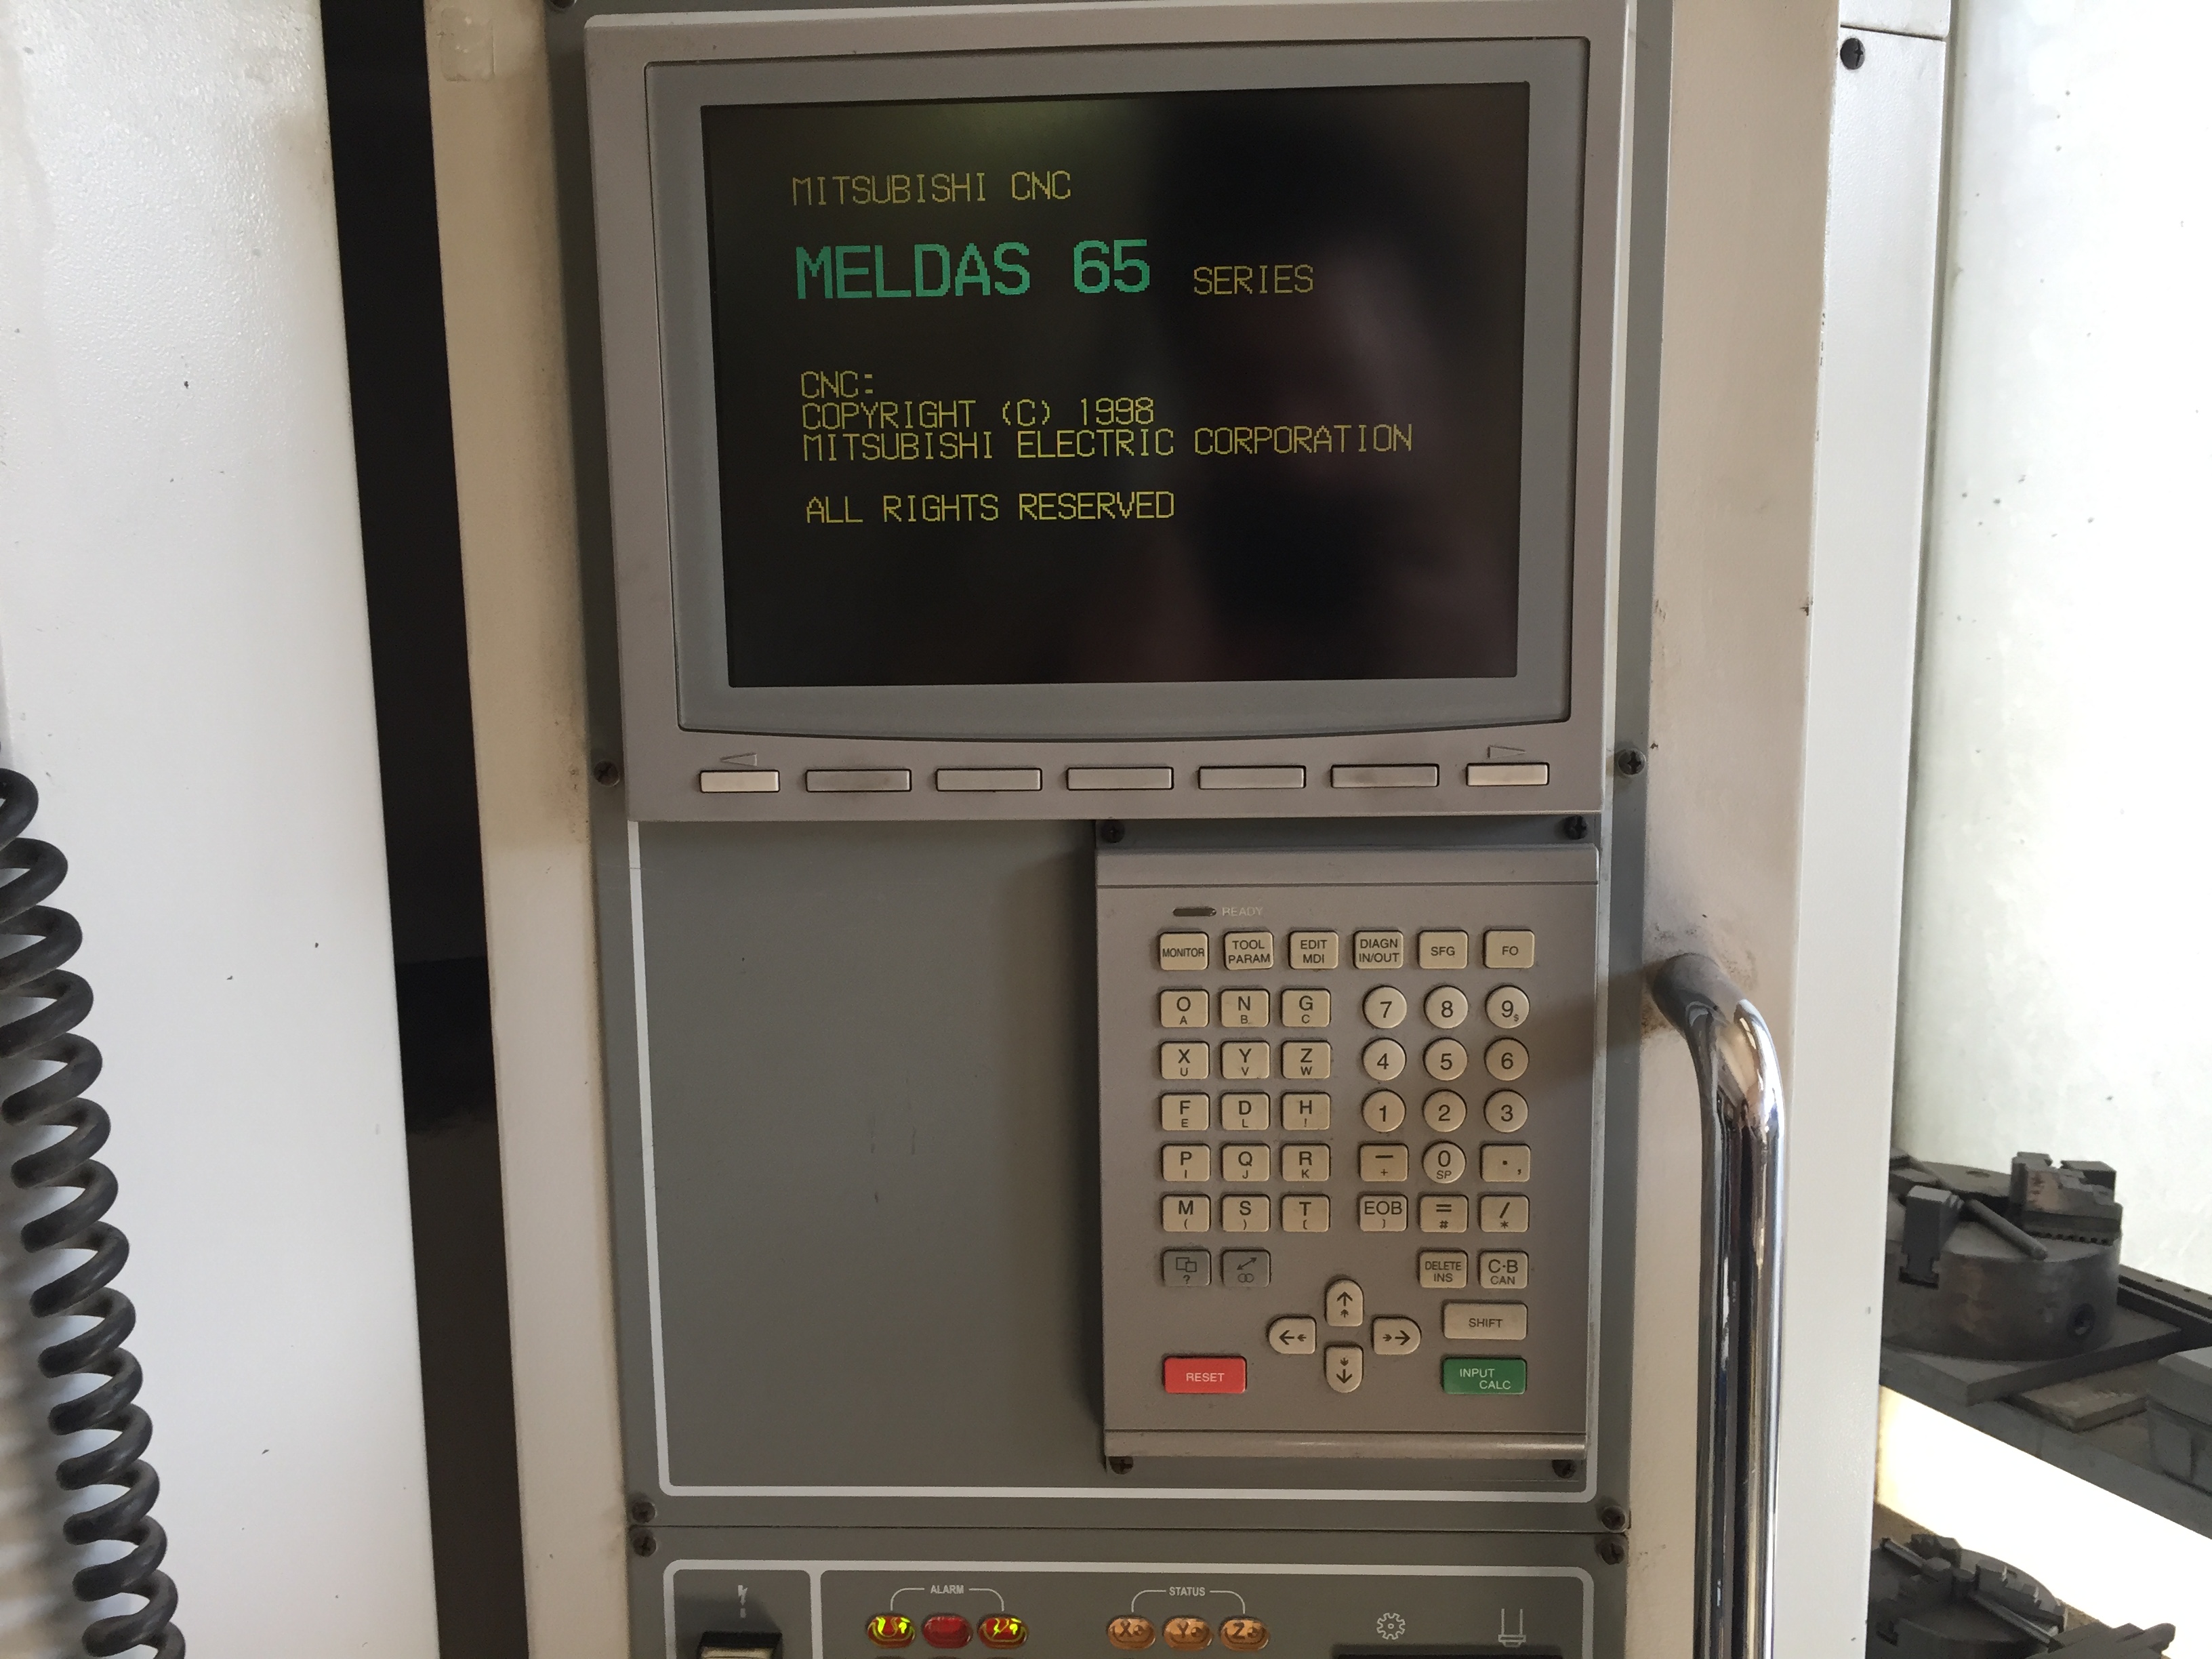 MITSUBISHI CNC
MELDAS 65 SERIES
CNC:
COPYRIGHT (C) 1998
MITSUBISHI ELECTRIC CORPORATION
ALL RIGHTS RESERVED
READY
MONITOR TOOL PARAM EDIT MDI DIAGN IN/OUT SFG FO
O A N B G C 7 8 9 $
X U Y V Z W 4 5 6
F E D L H ! 1 2 3
P I Q J R K - + 0 SP . ,
M ( S ) T [ EOB ] = # / *
? DELETE INS C·B CAN
↑
← → SHIFT
↓
RESET INPUT CALC
ALARM STATUS
X Y Z